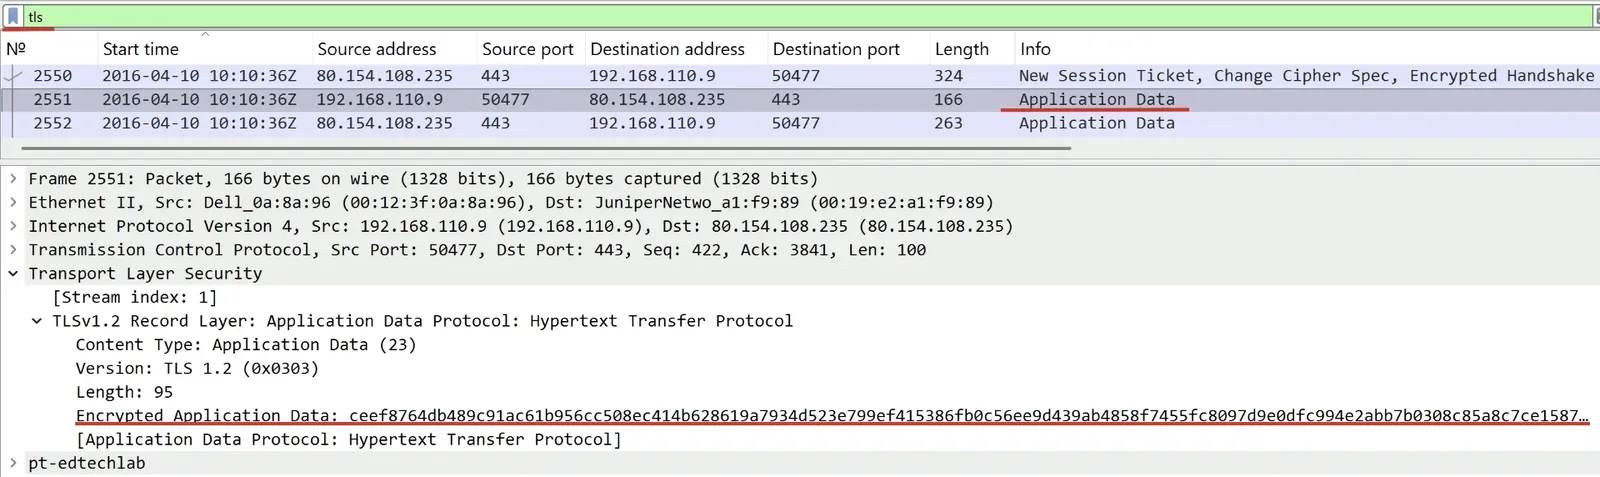 tls
№ Start time Source address Source port Destination address Destination port Length Info
2550 2016-04-10 10:10:36Z 80.154.108.235 443 192.168.110.9 50477 324 New Session Ticket, Change Cipher Spec, Encrypted Handshake
2551 2016-04-10 10:10:36Z 192.168.110.9 50477 80.154.108.235 443 166 Application Data
2552 2016-04-10 10:10:36Z 80.154.108.235 443 192.168.110.9 50477 263 Application Data
Frame 2551: Packet, 166 bytes on wire (1328 bits), 166 bytes captured (1328 bits)
Ethernet II, Src: Dell_0a:8a:96 (00:12:3f:0a:8a:96), Dst: JuniperNetwo_a1:f9:89 (00:19:e2:a1:f9:89)
Internet Protocol Version 4, Src: 192.168.110.9 (192.168.110.9), Dst: 80.154.108.235 (80.154.108.235)
Transmission Control Protocol, Src Port: 50477, Dst Port: 443, Seq: 422, Ack: 3841, Len: 100
Transport Layer Security
[Stream index: 1]
TLSv1.2 Record Layer: Application Data Protocol: Hypertext Transfer Protocol
Content Type: Application Data (23)
Version: TLS 1.2 (0x0303)
Length: 95
Encrypted Application Data: ceef8764db489c91ac61b956cc508ec414b628619a7934d523e799ef415386fb0c56ee9d439ab4858f7455fc8097d9e0dfc994e2abb7b0308c85a8c7ce1587…
[Application Data Protocol: Hypertext Transfer Protocol]
pt-edtechlab